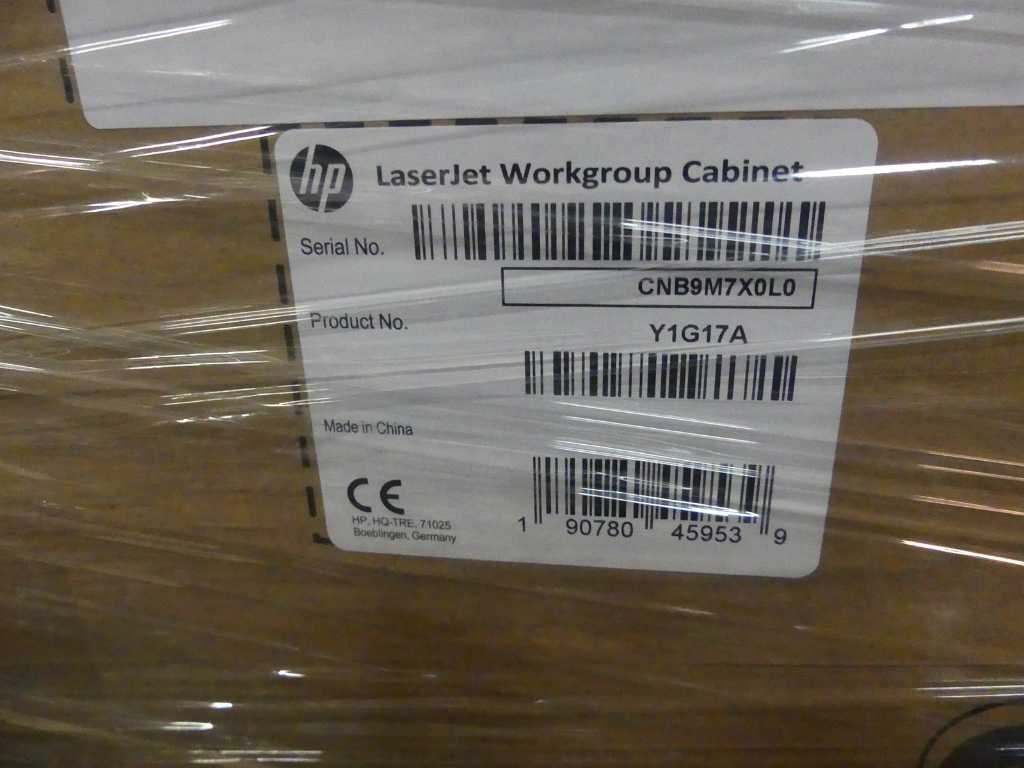 hp LaserJet Workgroup Cabinet
Serial No.
CNB9M7X0L0
Product No.
Y1G17A
Made in China
CE
HP, HQ-TRE, 71025
Boeblingen, Germany
1 90780 45953 9